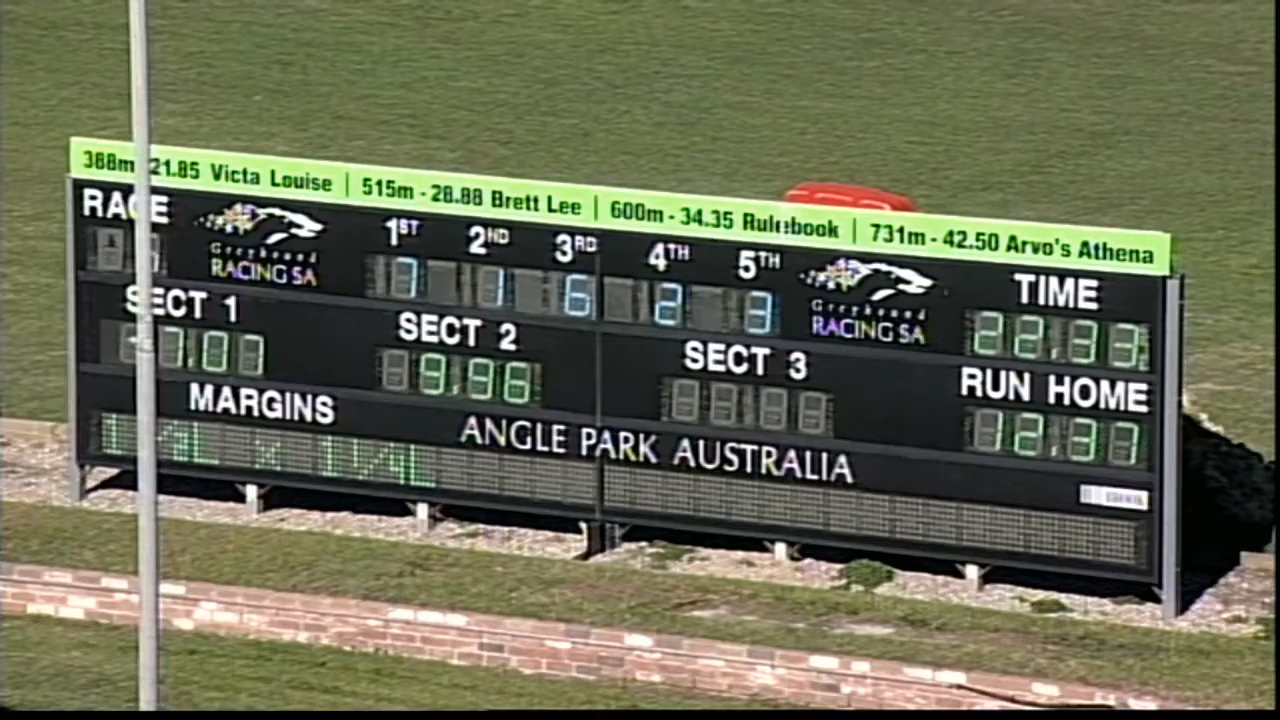 388m - 21.85 Victa Louise | 515m - 28.88 Brett Lee | 600m - 34.35 Rulebook | 731m - 42.50 Arvo's Athena
RACE
Greyhound
RACING SA
1ST 2ND 3RD 4TH 5TH
1 6 2 3
Greyhound
RACING SA
TIME
22.33
SECT 1
7.07
SECT 2
9.96
SECT 3
RUN HOME
12.37
MARGINS
ANGLE PARK AUSTRALIA